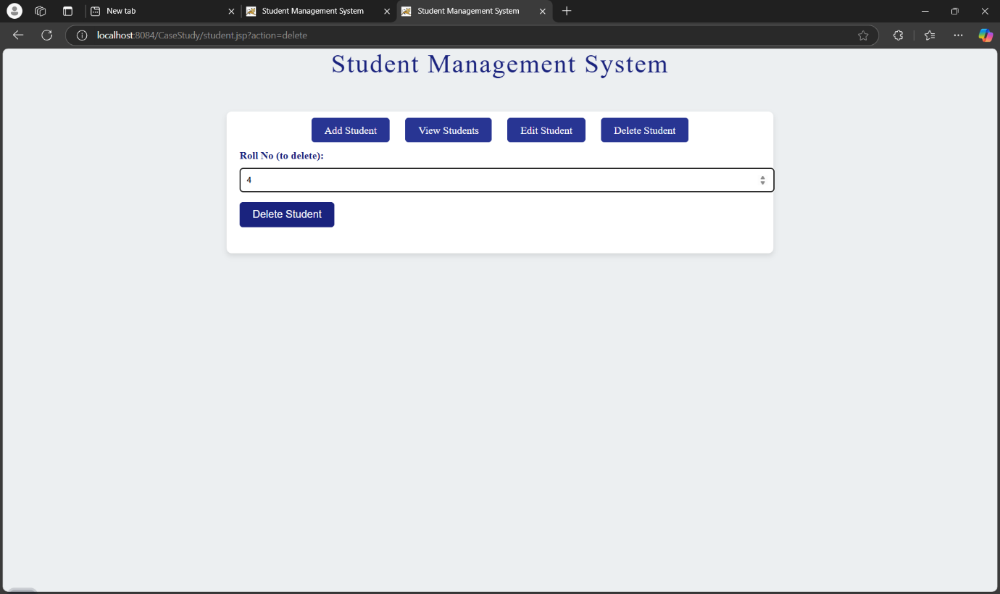 New tab
Student Management System
Student Management System
localhost:8084/CaseStudy/student.jsp?action=delete
Student Management System
Add Student View Students Edit Student Delete Student
Roll No (to delete):
4
Delete Student